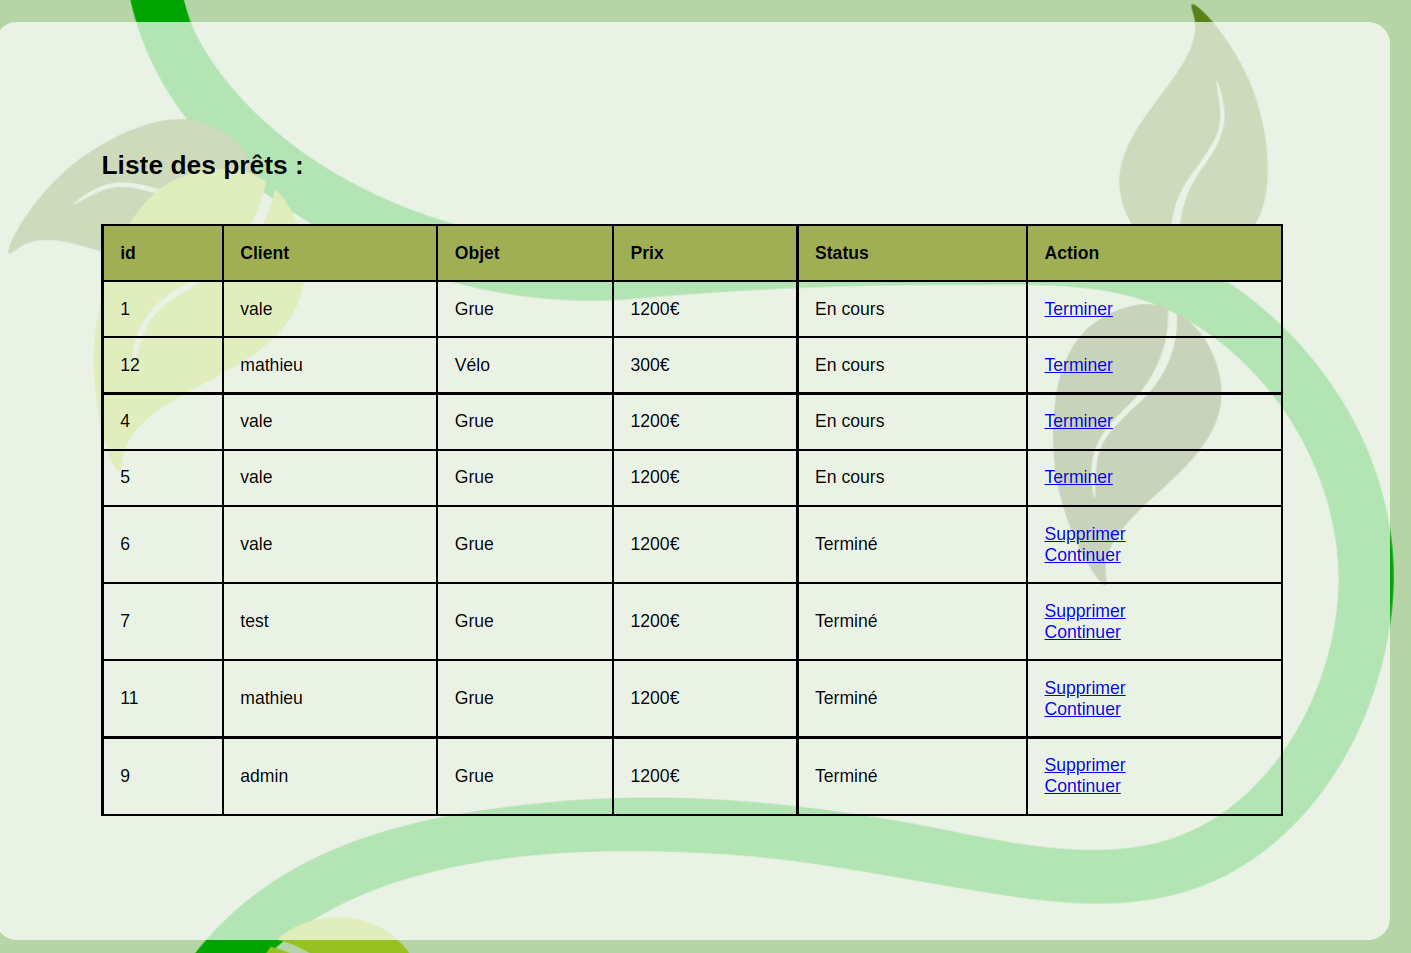 Liste des prêts :
id Client Objet Prix Status Action
1 vale Grue 1200€ En cours Terminer
12 mathieu Vélo 300€ En cours Terminer
4 vale Grue 1200€ En cours Terminer
5 vale Grue 1200€ En cours Terminer
6 vale Grue 1200€ Terminé Supprimer
Continuer
7 test Grue 1200€ Terminé Supprimer
Continuer
11 mathieu Grue 1200€ Terminé Supprimer
Continuer
9 admin Grue 1200€ Terminé Supprimer
Continuer